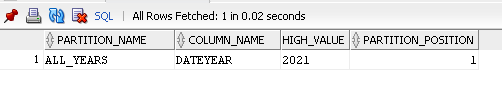 SQL | All Rows Fetched: 1 in 0.02 seconds
PARTITION_NAME COLUMN_NAME HIGH_VALUE PARTITION_POSITION
1 ALL_YEARS DATEYEAR 2021 1